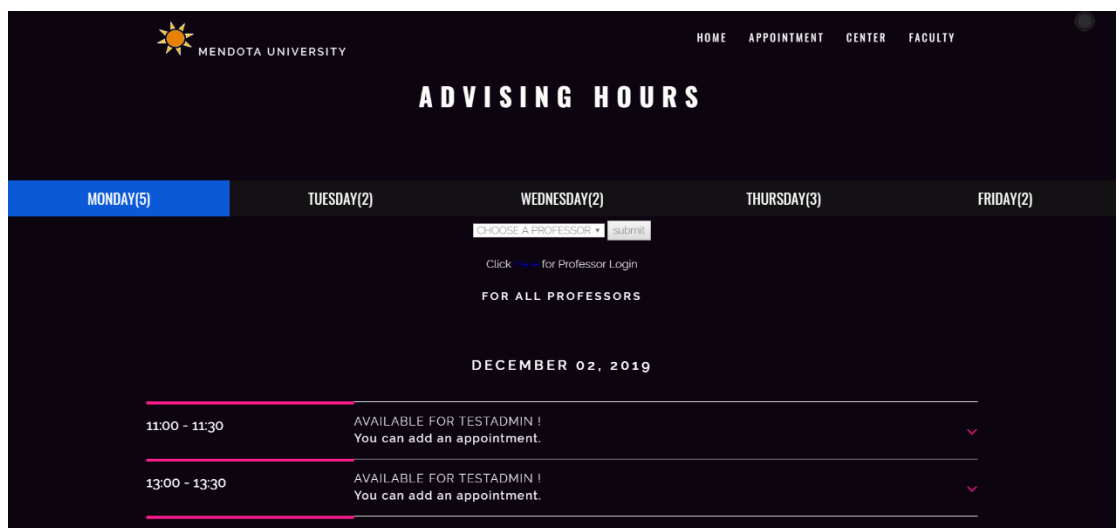 MENDOTA UNIVERSITY
HOME APPOINTMENT CENTER FACULTY
ADVISING HOURS
MONDAY(5) TUESDAY(2) WEDNESDAY(2) THURSDAY(3) FRIDAY(2)
CHOOSE A PROFESSOR submit
Click for Professor Login
FOR ALL PROFESSORS
DECEMBER 02, 2019
11:00 - 11:30 AVAILABLE FOR TESTADMIN !
You can add an appointment.
13:00 - 13:30 AVAILABLE FOR TESTADMIN !
You can add an appointment.